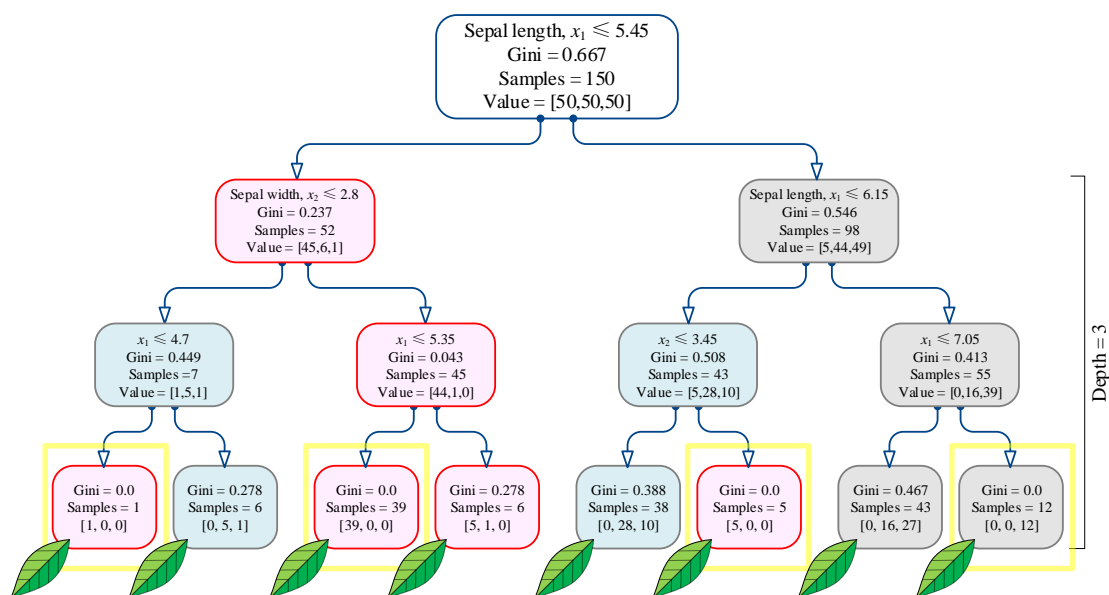 Sepal length, x₁ ⩽ 5.45
Gini = 0.667
Samples = 150
Value = [50,50,50]
Sepal width, x₂ ⩽ 2.8
Gini = 0.237
Samples = 52
Value = [45,6,1]
Sepal length, x₁ ⩽ 6.15
Gini = 0.546
Samples = 98
Value = [5,44,49]
x₁ ⩽ 4.7
Gini = 0.449
Samples =7
Value = [1,5,1]
x₁ ⩽ 5.35
Gini = 0.043
Samples = 45
Value = [44,1,0]
x₂ ⩽ 3.45
Gini = 0.508
Samples = 43
Value = [5,28,10]
x₁ ⩽ 7.05
Gini = 0.413
Samples = 55
Value = [0,16,39]
Depth = 3
Gini = 0.0
Samples = 1
[1, 0, 0]
Gini = 0.278
Samples = 6
[0, 5, 1]
Gini = 0.0
Samples = 39
[39, 0, 0]
Gini = 0.278
Samples = 6
[5, 1, 0]
Gini = 0.388
Samples = 38
[0, 28, 10]
Gini = 0.0
Samples = 5
[5, 0, 0]
Gini = 0.467
Samples = 43
[0, 16, 27]
Gini = 0.0
Samples = 12
[0, 0, 12]